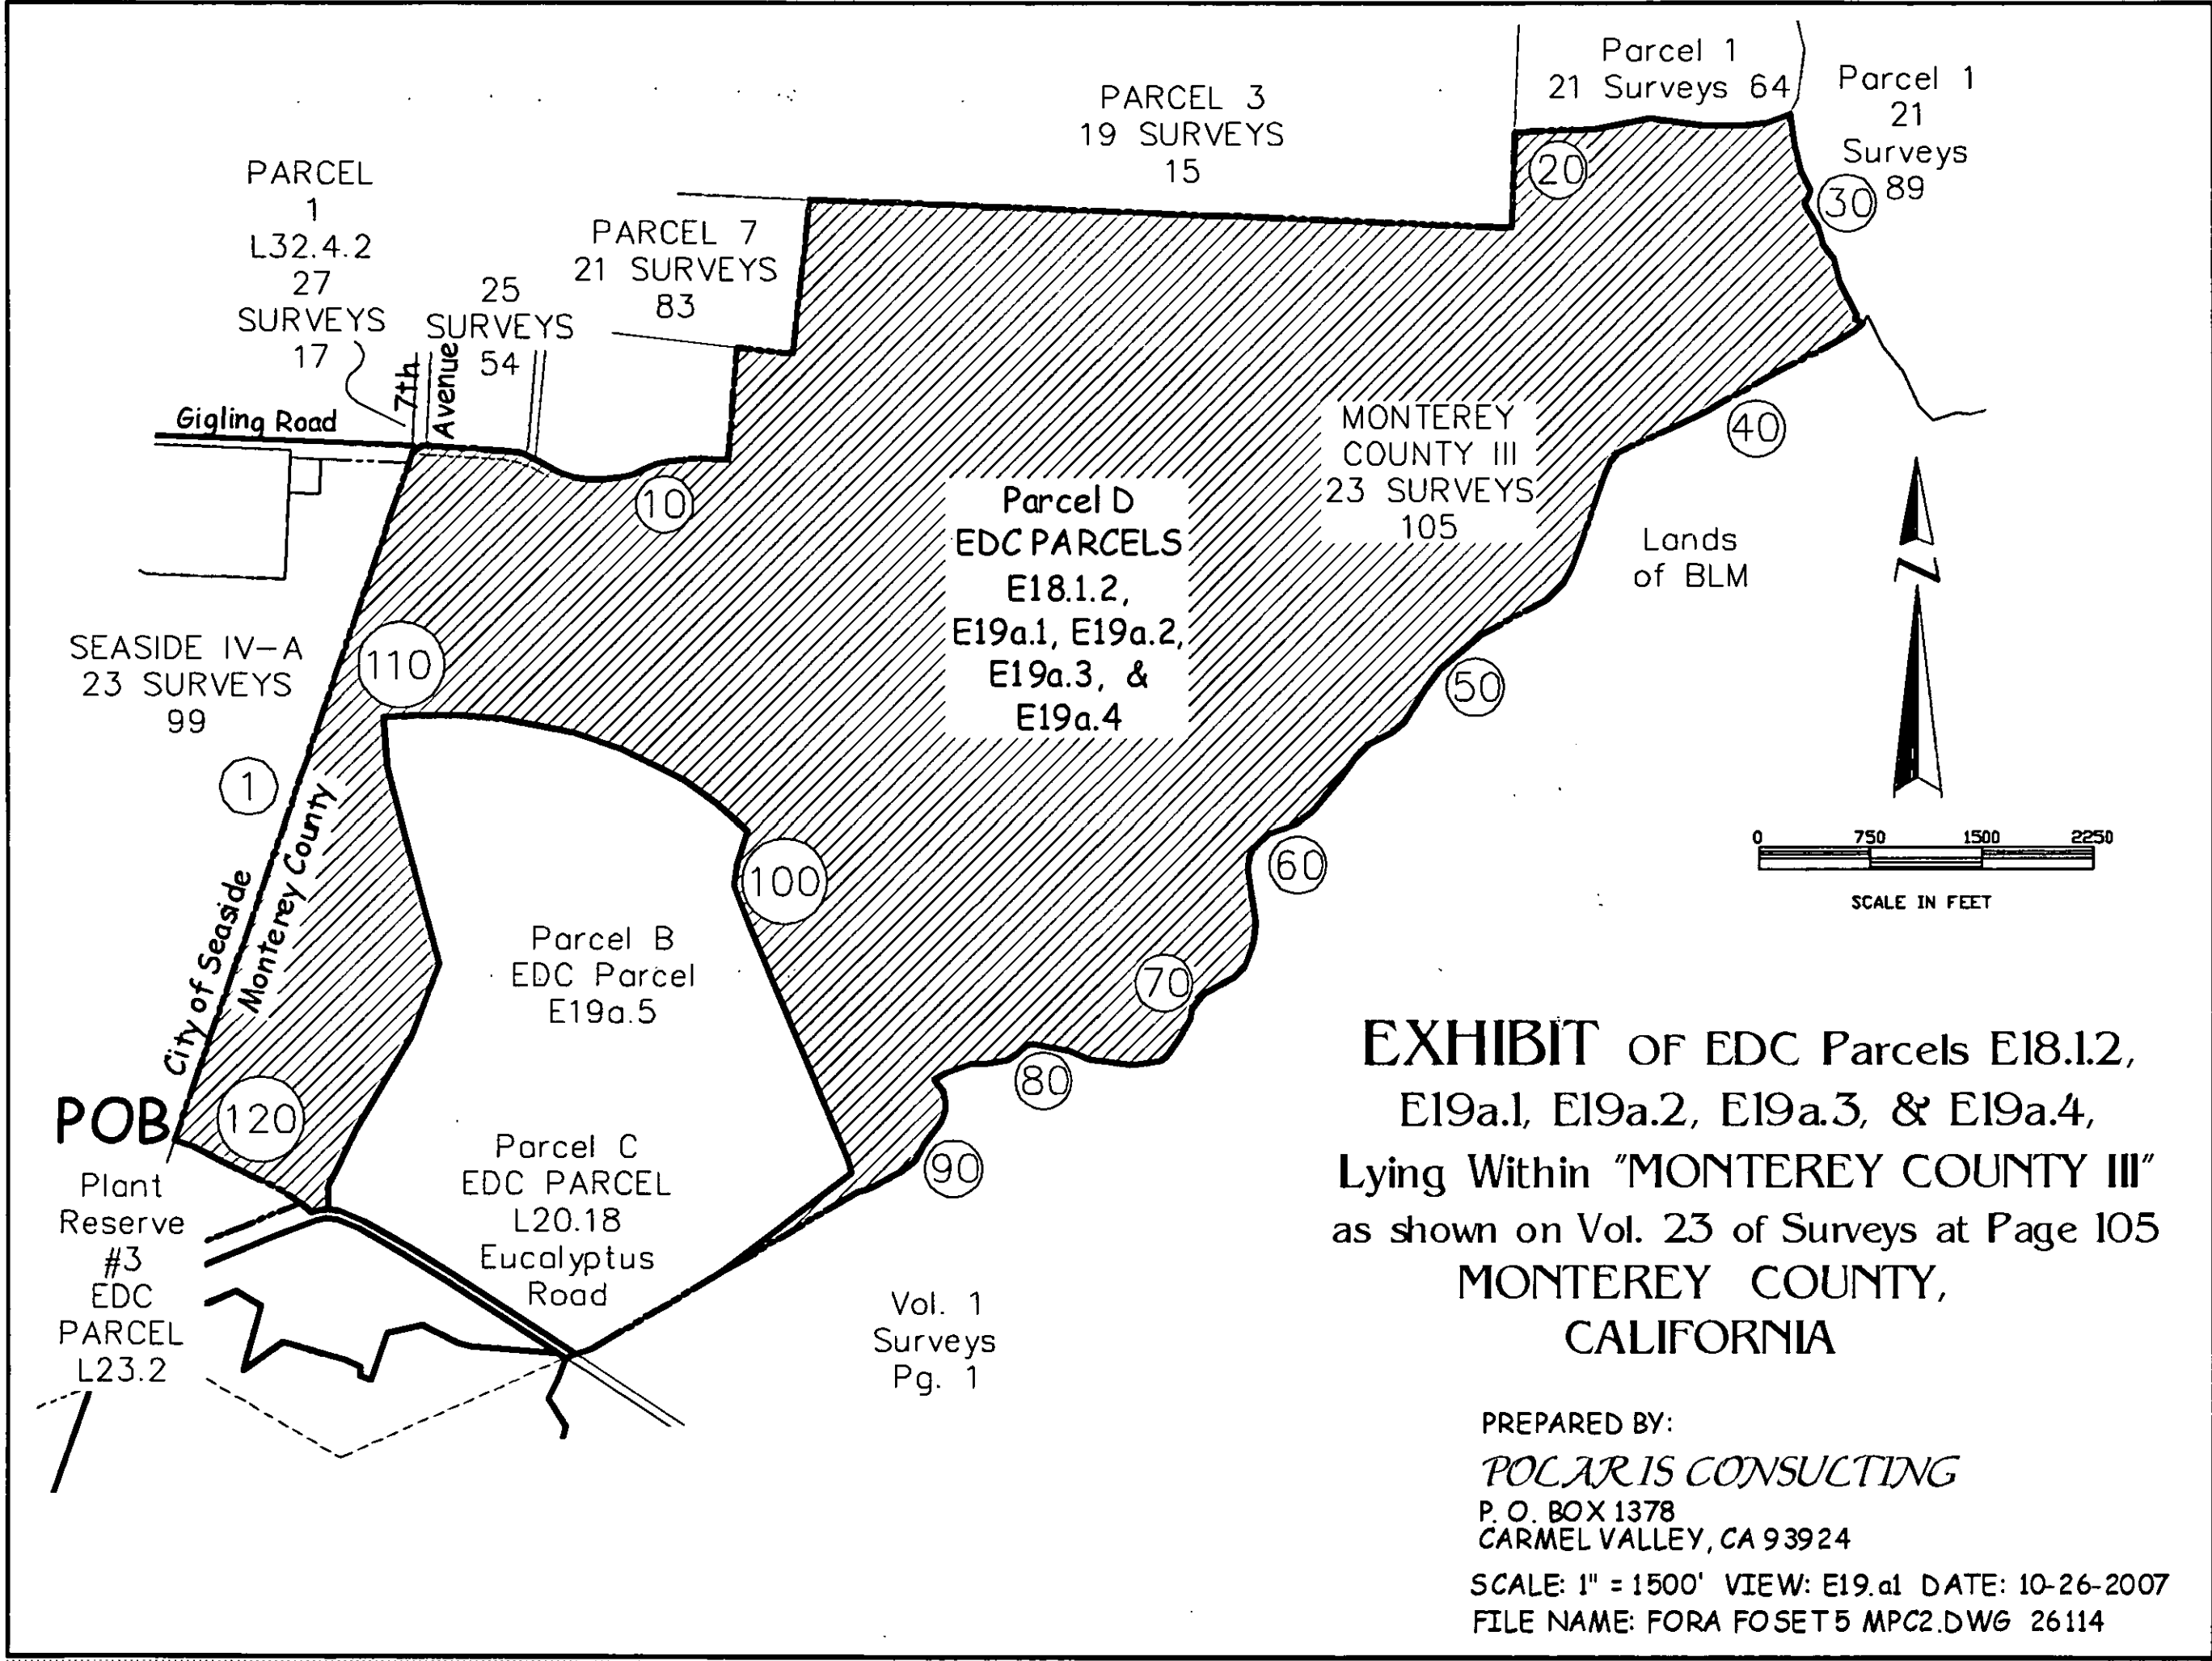 Parcel 1
21 Surveys 64
Parcel 1
21
Surveys
89
PARCEL 3
19 SURVEYS
15
PARCEL
1
L32.4.2
27
SURVEYS
17
25
SURVEYS
54
PARCEL 7
21 SURVEYS
83
7th
Avenue
Gigling Road
20
30
40
10
MONTEREY
COUNTY III
23 SURVEYS
105
Parcel D
EDC PARCELS
E18.1.2,
E19a.1, E19a.2,
E19a.3, &
E19a.4
Lands
of BLM
SEASIDE IV-A
23 SURVEYS
99
110
50
1
City of Seaside
Monterey County
N
0 750 1500 2250
SCALE IN FEET
60
100
Parcel B
EDC Parcel
E19a.5
70
80
90
POB
120
Plant
Reserve
#3
EDC
PARCEL
L23.2
Parcel C
EDC PARCEL
L20.18
Eucalyptus
Road
Vol. 1
Surveys
Pg. 1
EXHIBIT OF EDC Parcels E18.1.2,
E19a.1, E19a.2, E19a.3, & E19a.4,
Lying Within "MONTEREY COUNTY III"
as shown on Vol. 23 of Surveys at Page 105
MONTEREY COUNTY,
CALIFORNIA
PREPARED BY:
POLARIS CONSULTING
P. O. BOX 1378
CARMEL VALLEY, CA 93924
SCALE: 1" = 1500' VIEW: E19.a1 DATE: 10-26-2007
FILE NAME: FORA FOSET5 MPC2.DWG 26114